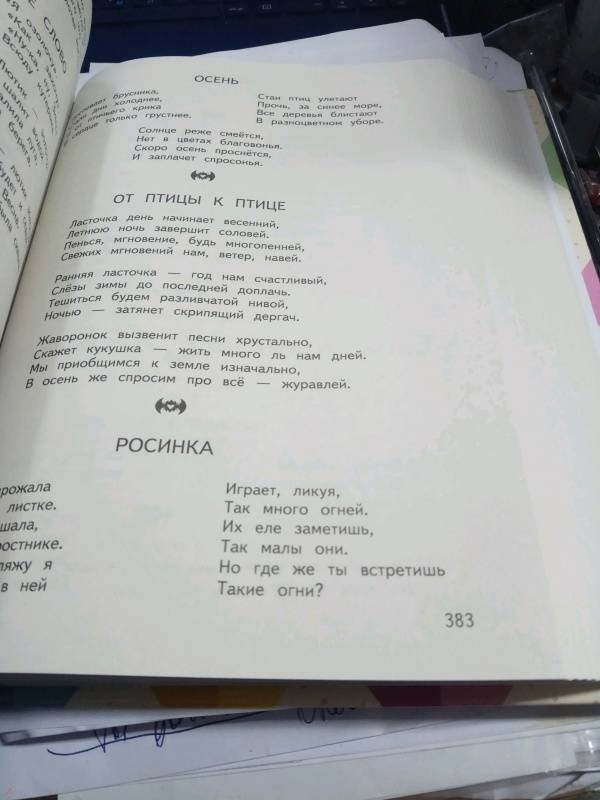 СЛОВО
ОСЕНЬ
брусника,
холоднее,
птичьего крика
сердце только грустнее.
Стаи птиц улетают
Прочь, за синее море,
Все деревья блистают
В разноцветном уборе.
Солнце реже смеётся,
Нет в цветах благовонья.
Скоро осень проснётся,
И заплачет спросонья.
ОТ ПТИЦЫ К ПТИЦЕ
Ласточка день начинает весенний,
Летнюю ночь завершит соловей.
Пенься, мгновение, будь многопенней,
Свежих мгновений нам, ветер, навей.
Ранняя ласточка — год нам счастливый,
Слёзы зимы до последней доплачь.
Тешиться будем разливчатой нивой,
Ночью — затянет скрипящий дергач.
Жаворонок вызвенит песни хрустально,
Скажет кукушка — жить много ль нам дней.
Мы приобщимся к земле изначально,
В осень же спросим про всё — журавлей.
РОСИНКА
рожала
листке.
шала,
ростнике.
ляжу я
в ней
Играет, ликуя,
Так много огней.
Их еле заметишь,
Так малы они.
Но где же ты встретишь
Такие огни?
383